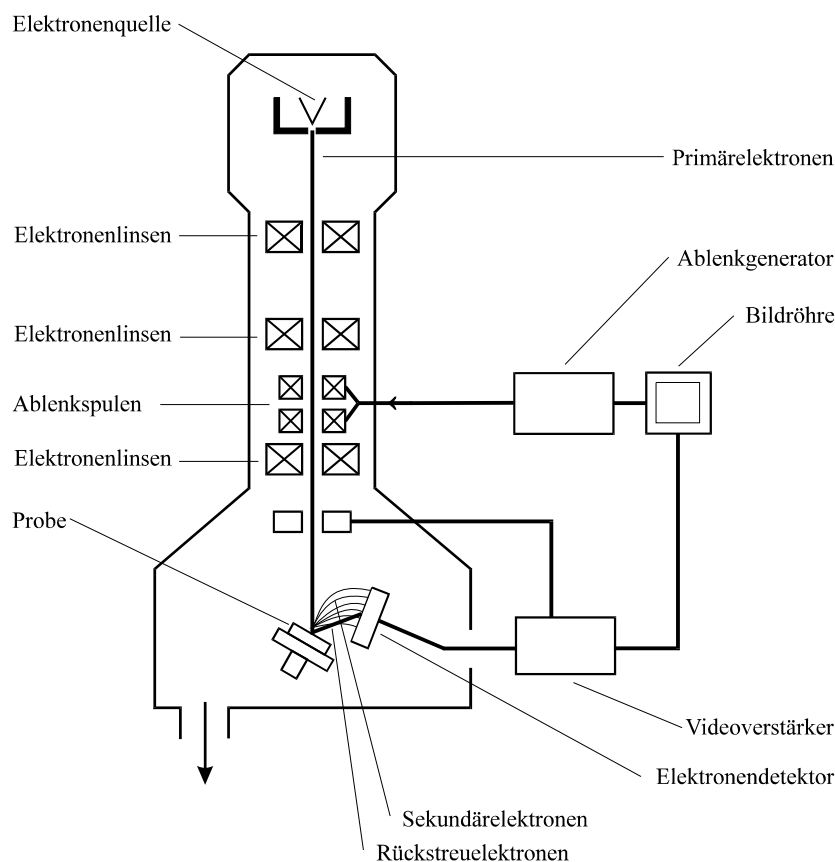 Elektronenquelle
Primärelektronen
Elektronenlinsen
Ablenkgenerator
Bildröhre
Elektronenlinsen
Ablenkspulen
Elektronenlinsen
Probe
Videoverstärker
Elektronendetektor
Sekundärelektronen
Rückstreuelektronen